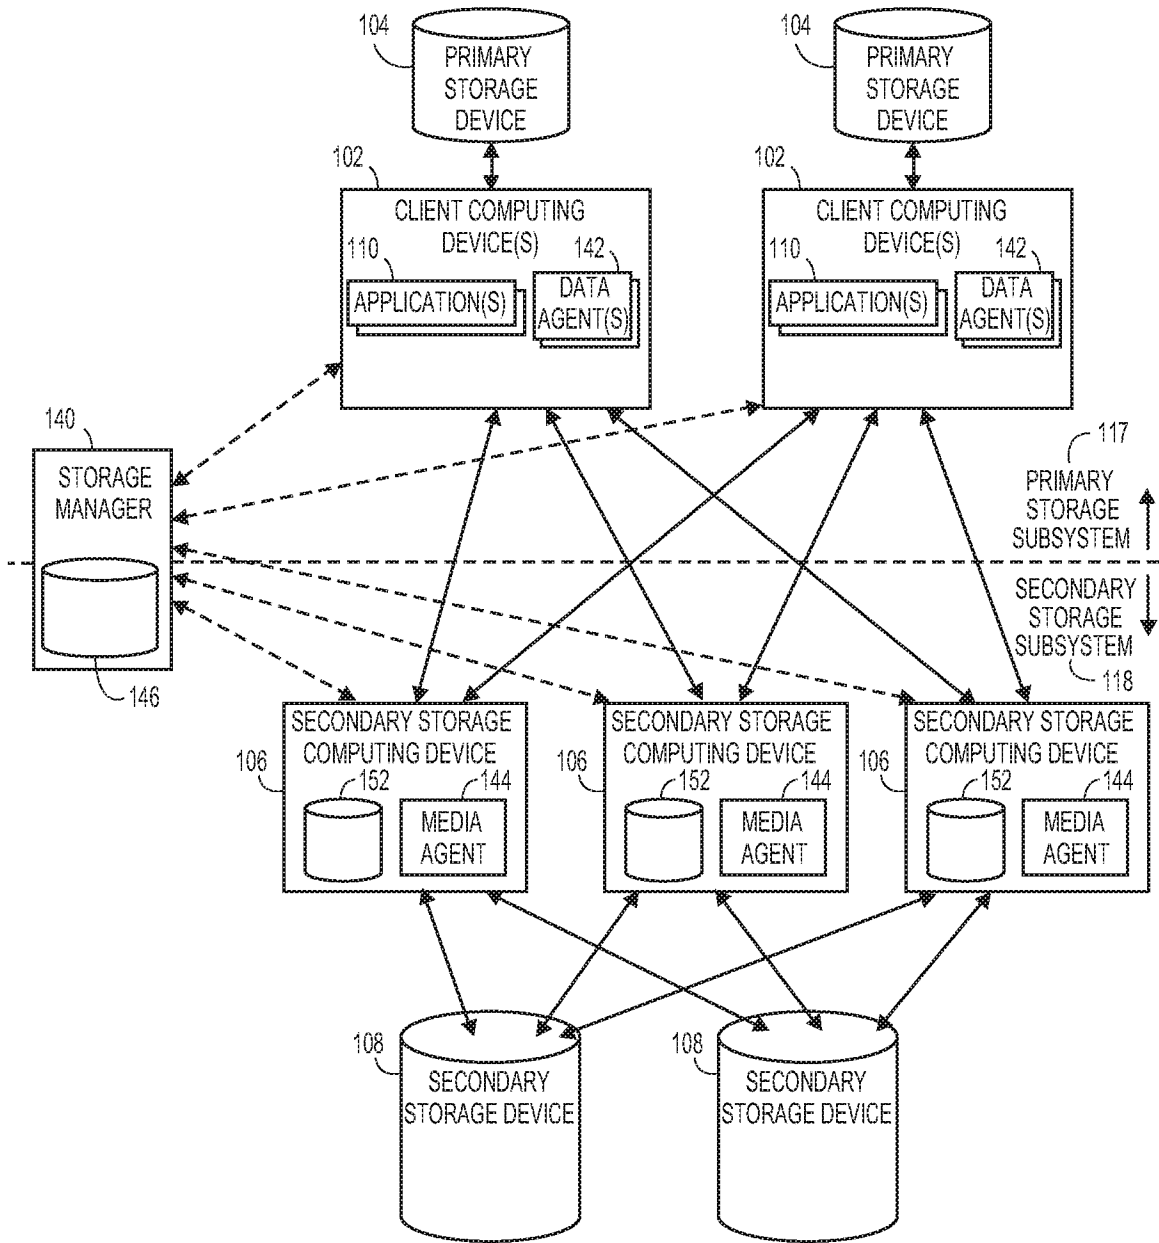 104
PRIMARY
STORAGE
DEVICE
104
PRIMARY
STORAGE
DEVICE
102
CLIENT COMPUTING
DEVICE(S)
110
APPLICATION(S)
142
DATA
AGENT(S)
102
CLIENT COMPUTING
DEVICE(S)
110
APPLICATION(S)
142
DATA
AGENT(S)
140
STORAGE
MANAGER
146
117
PRIMARY
STORAGE
SUBSYSTEM
SECONDARY
STORAGE
SUBSYSTEM
118
SECONDARY STORAGE
COMPUTING DEVICE
106
152
144
MEDIA
AGENT
SECONDARY STORAGE
COMPUTING DEVICE
106
152
144
MEDIA
AGENT
SECONDARY STORAGE
COMPUTING DEVICE
106
152
144
MEDIA
AGENT
108
SECONDARY
STORAGE DEVICE
108
SECONDARY
STORAGE DEVICE